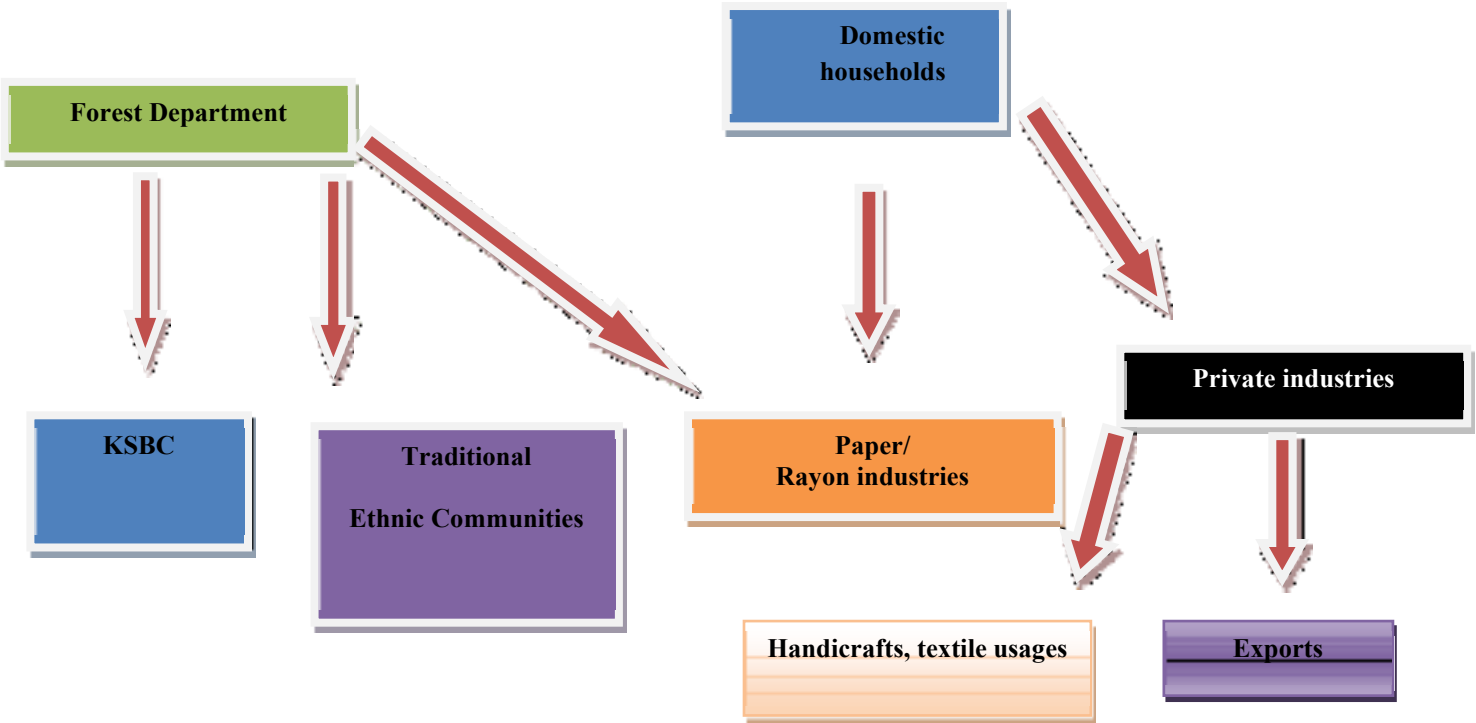 Domestic
households
Forest Department
Private industries
KSBC
Traditional
Ethnic Communities
Paper/
Rayon industries
Handicrafts, textile usages
Exports